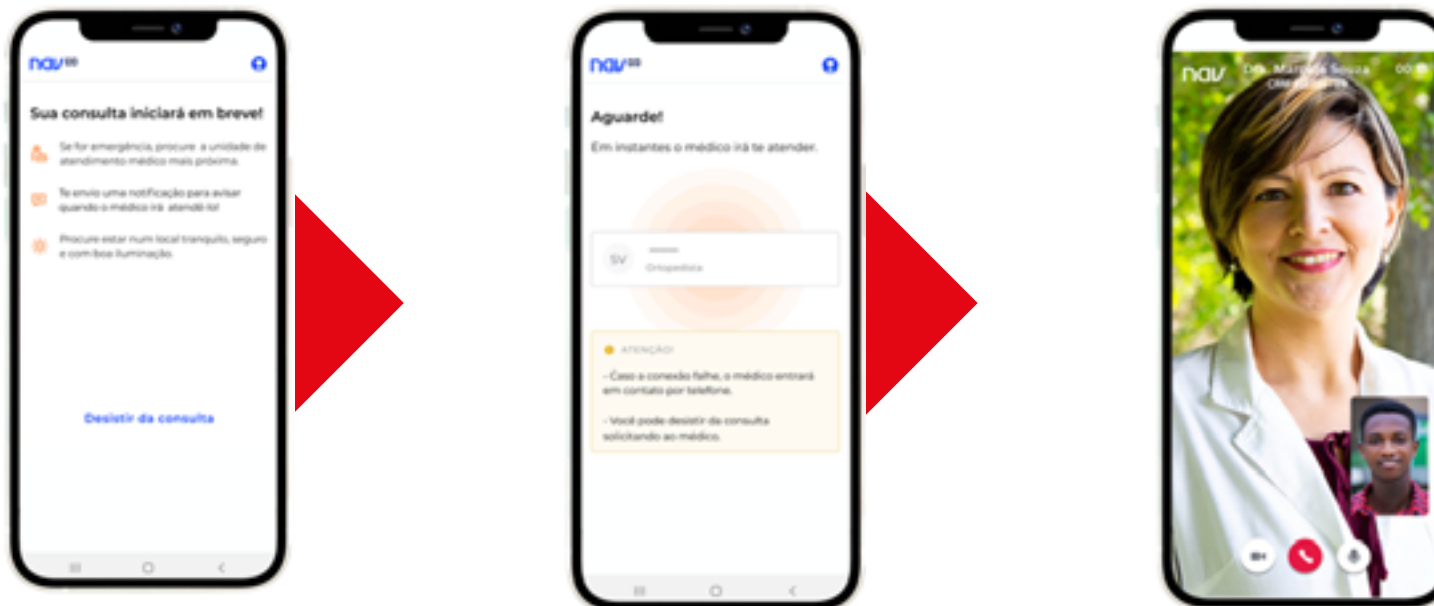 nav
Sua consulta iniciará em breve!
Se for emergência, procure a unidade de
atendimento médico mais próxima.
Te envio uma notificação para avisar
quando o médico irá atendê-lo!
Procure estar num local tranquilo, seguro
e com boa iluminação.
Desistir da consulta
nav
Aguarde!
Em instantes o médico irá te atender.
SV
Ortopedista
ATENÇÃO!
- Caso a conexão falhe, o médico entrará
em contato por telefone.
- Você pode desistir da consulta
solicitando ao médico.
nav
Souza